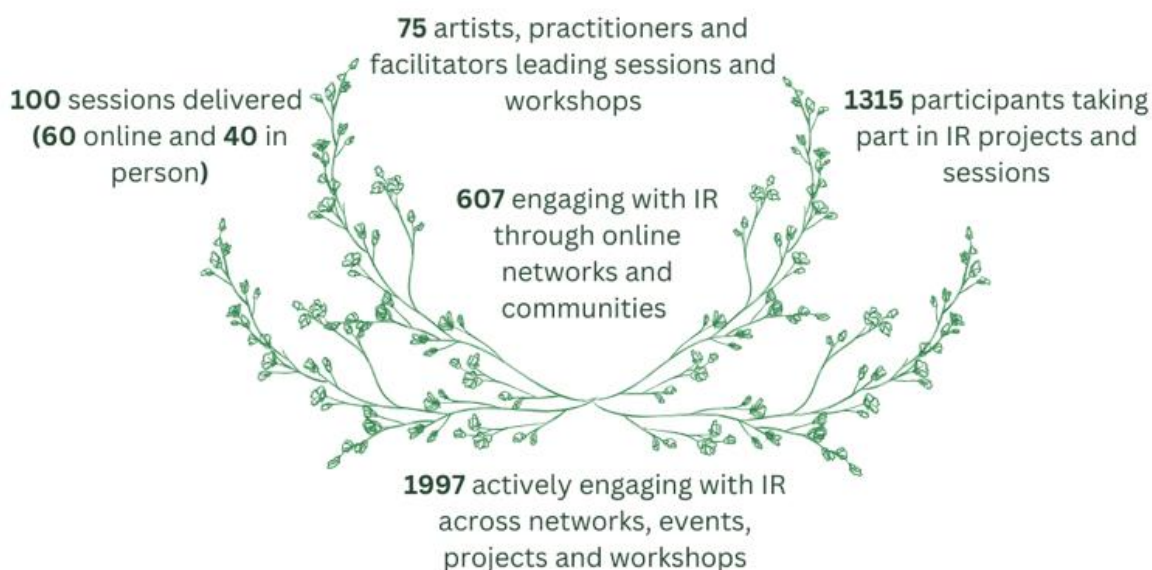 75 artists, practitioners and
facilitators leading sessions and
workshops
100 sessions delivered
(60 online and 40 in
person)
1315 participants taking
part in IR projects and
sessions
607 engaging with IR
through online
networks and
communities
1997 actively engaging with IR
across networks, events,
projects and workshops